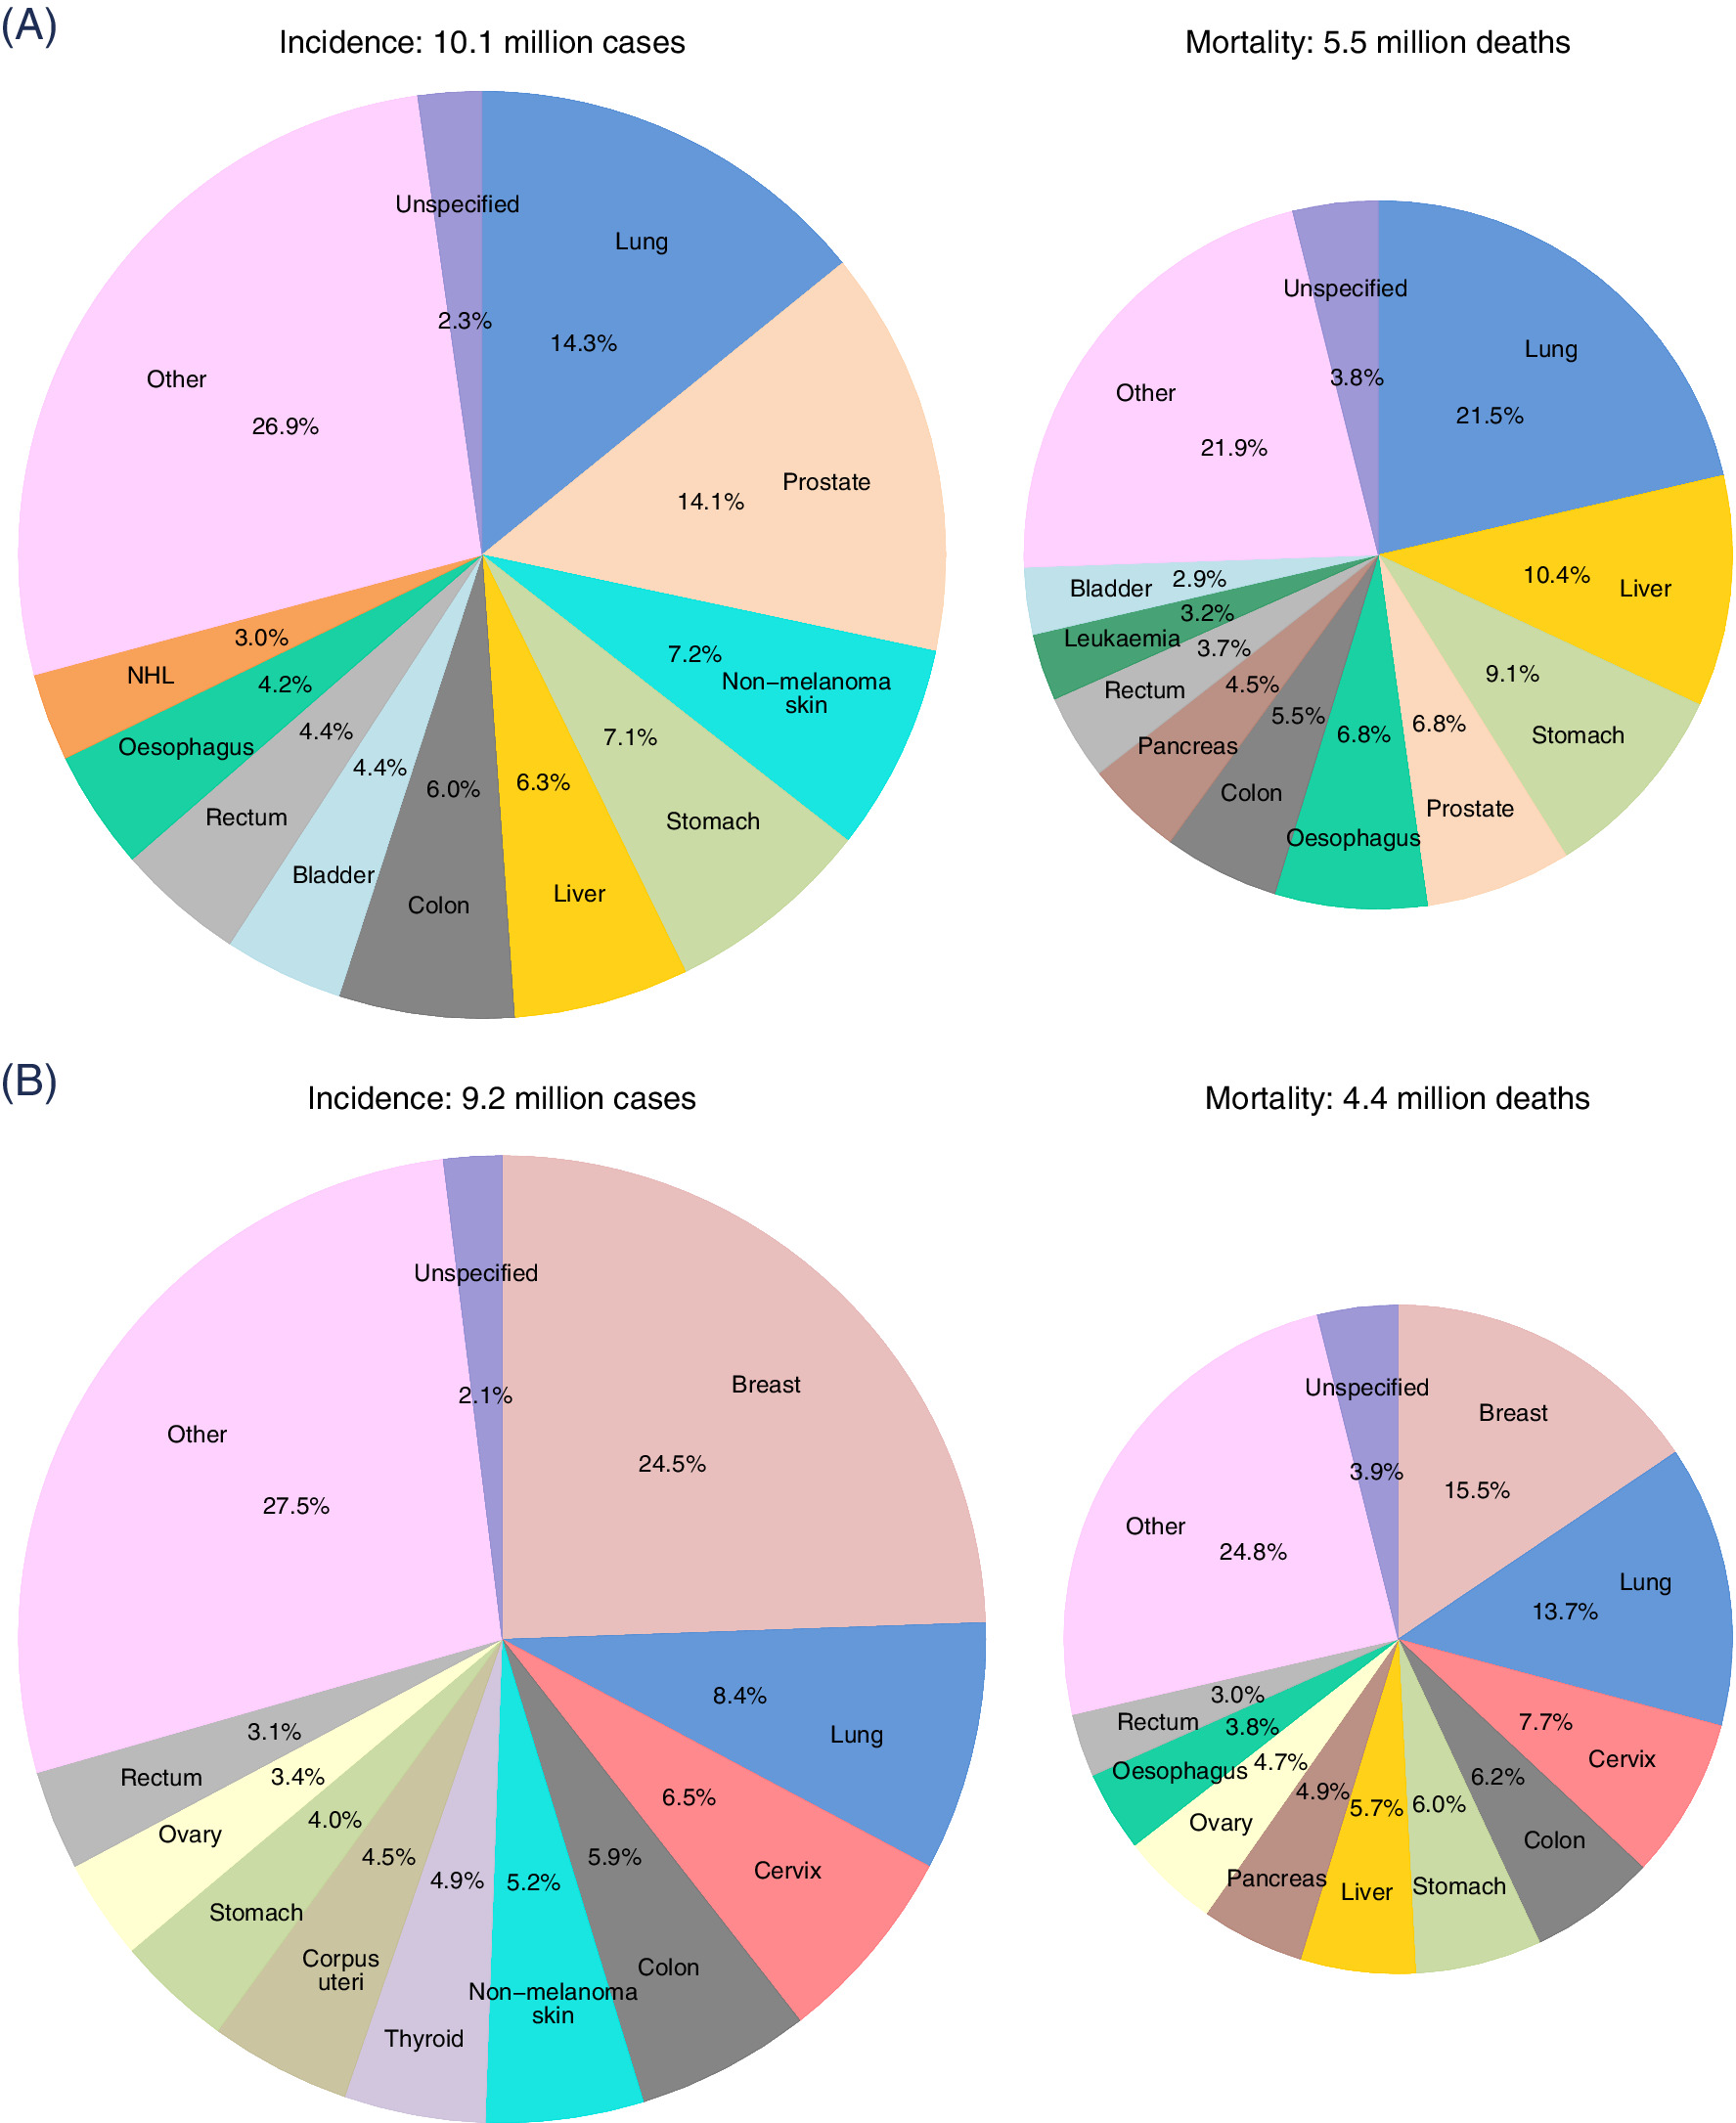 (A)
Incidence: 10.1 million cases
Mortality: 5.5 million deaths
Unspecified
2.3%
Lung
14.3%
Prostate
14.1%
Non−melanoma
skin
7.2%
Stomach
7.1%
Liver
6.3%
Colon
6.0%
Bladder
4.4%
Rectum
4.4%
Oesophagus
4.2%
NHL
3.0%
Other
26.9%
Unspecified
3.8%
Lung
21.5%
Liver
10.4%
Stomach
9.1%
Prostate
6.8%
Oesophagus
6.8%
Colon
5.5%
Pancreas
4.5%
Rectum
3.7%
Leukaemia
3.2%
Bladder
2.9%
Other
21.9%
(B)
Incidence: 9.2 million cases
Mortality: 4.4 million deaths
Unspecified
2.1%
Breast
24.5%
Lung
8.4%
Cervix
6.5%
Colon
5.9%
Non−melanoma
skin
5.2%
Thyroid
4.9%
Corpus
uteri
4.5%
Stomach
4.0%
Ovary
3.4%
Rectum
3.1%
Other
27.5%
Unspecified
3.9%
Breast
15.5%
Lung
13.7%
Cervix
7.7%
Colon
6.2%
Stomach
6.0%
Liver
5.7%
Pancreas
4.9%
Ovary
4.7%
Oesophagus
3.8%
Rectum
3.0%
Other
24.8%